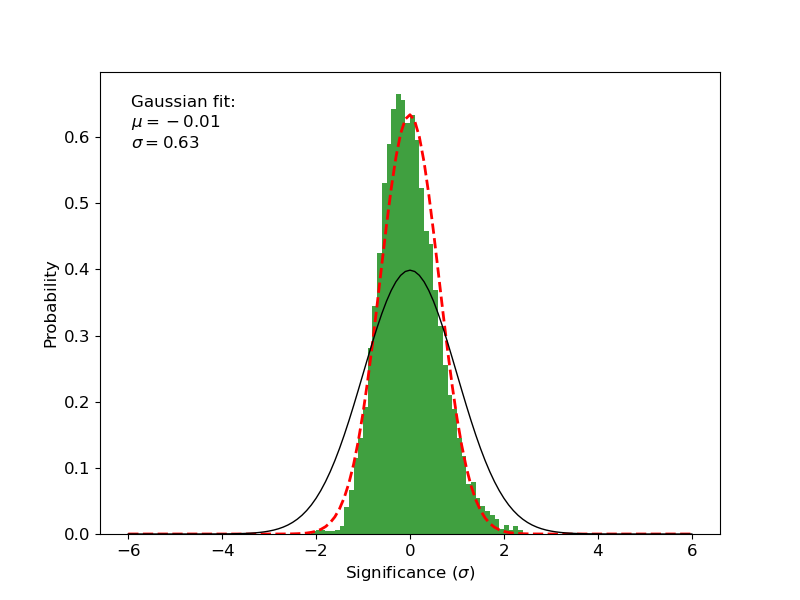 Gaussian fit:
μ = −0.01
σ = 0.63
Probability
0.6
0.5
0.4
0.3
0.2
0.1
0.0
−6 −4 −2 0 2 4 6
Significance (σ)